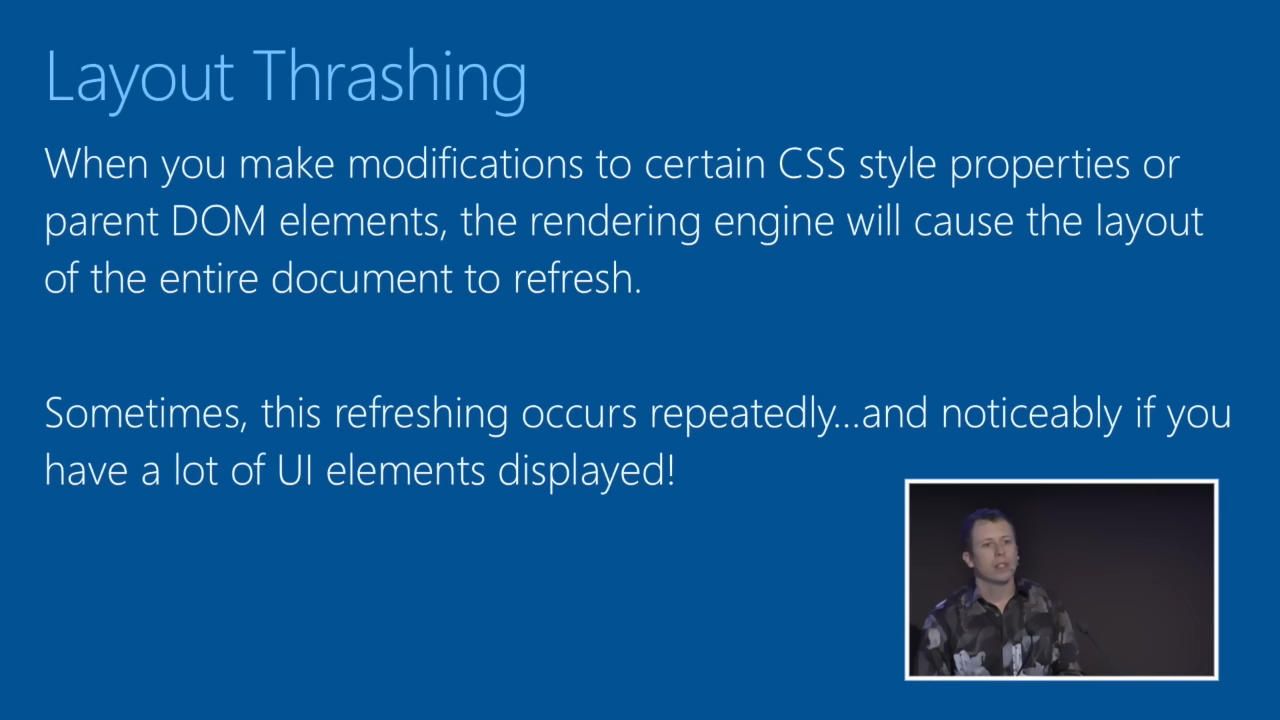 Layout Thrashing
When you make modifications to certain CSS style properties or
parent DOM elements, the rendering engine will cause the layout
of the entire document to refresh.
Sometimes, this refreshing occurs repeatedly...and noticeably if you
have a lot of UI elements displayed!